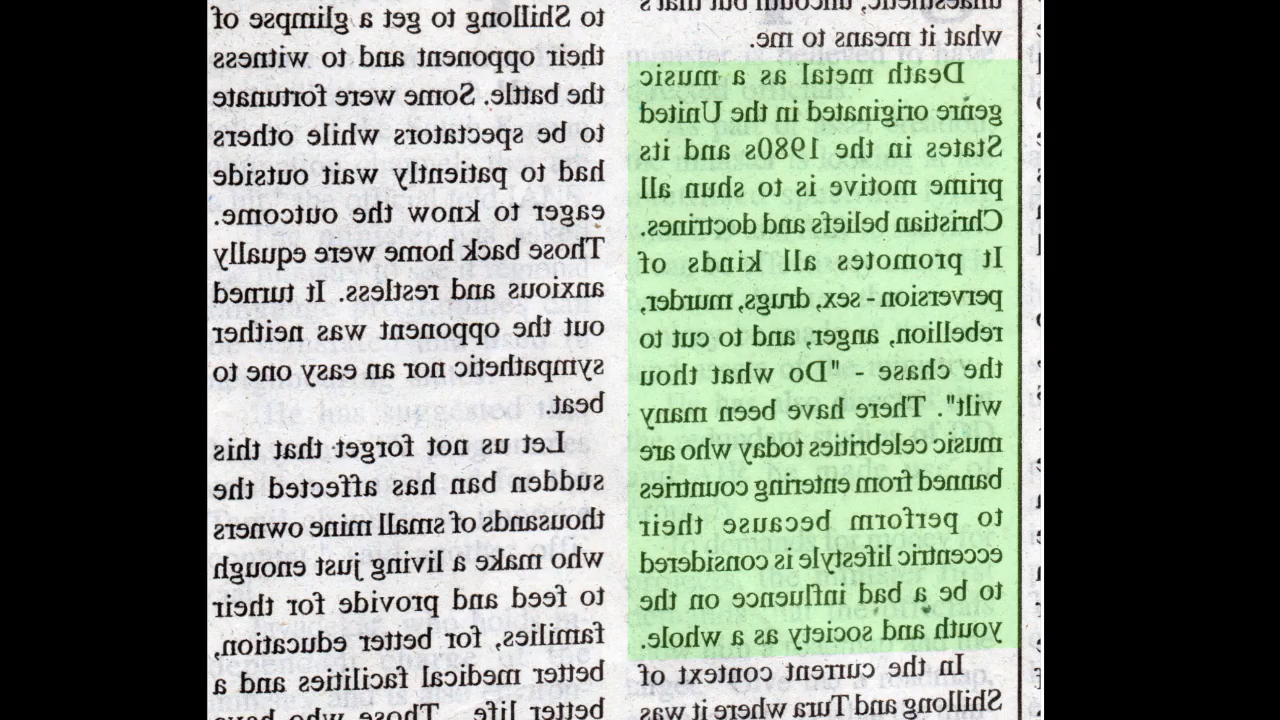 unaesthetic, uncouth but that's
what it means to me.
Death metal as a music
genre originated in the United
States in the 1980s and its
prime motive is to shun all
Christian beliefs and doctrines.
It promotes all kinds of
perversion - sex, drugs, murder,
rebellion, anger, and to cut to
the chase - "Do what thou
wilt". There have been many
music celebrities today who are
banned from entering countries
to perform because their
eccentric lifestyle is considered
to be a bad influence on the
youth and society as a whole.
In the current context of
Shillong and Tura where it was
to Shillong to get a glimpse of
their opponent and to witness
the battle. Some were fortunate
to be spectators while others
had to patiently wait outside
eager to know the outcome.
Those back home were equally
anxious and restless. It turned
out the opponent was neither
sympathetic nor an easy one to
beat.
Let us not forget that this
sudden ban has affected the
thousands of small mine owners
who make a living just enough
to feed and provide for their
families, for better education,
better medical facilities and a
better life. Those who have